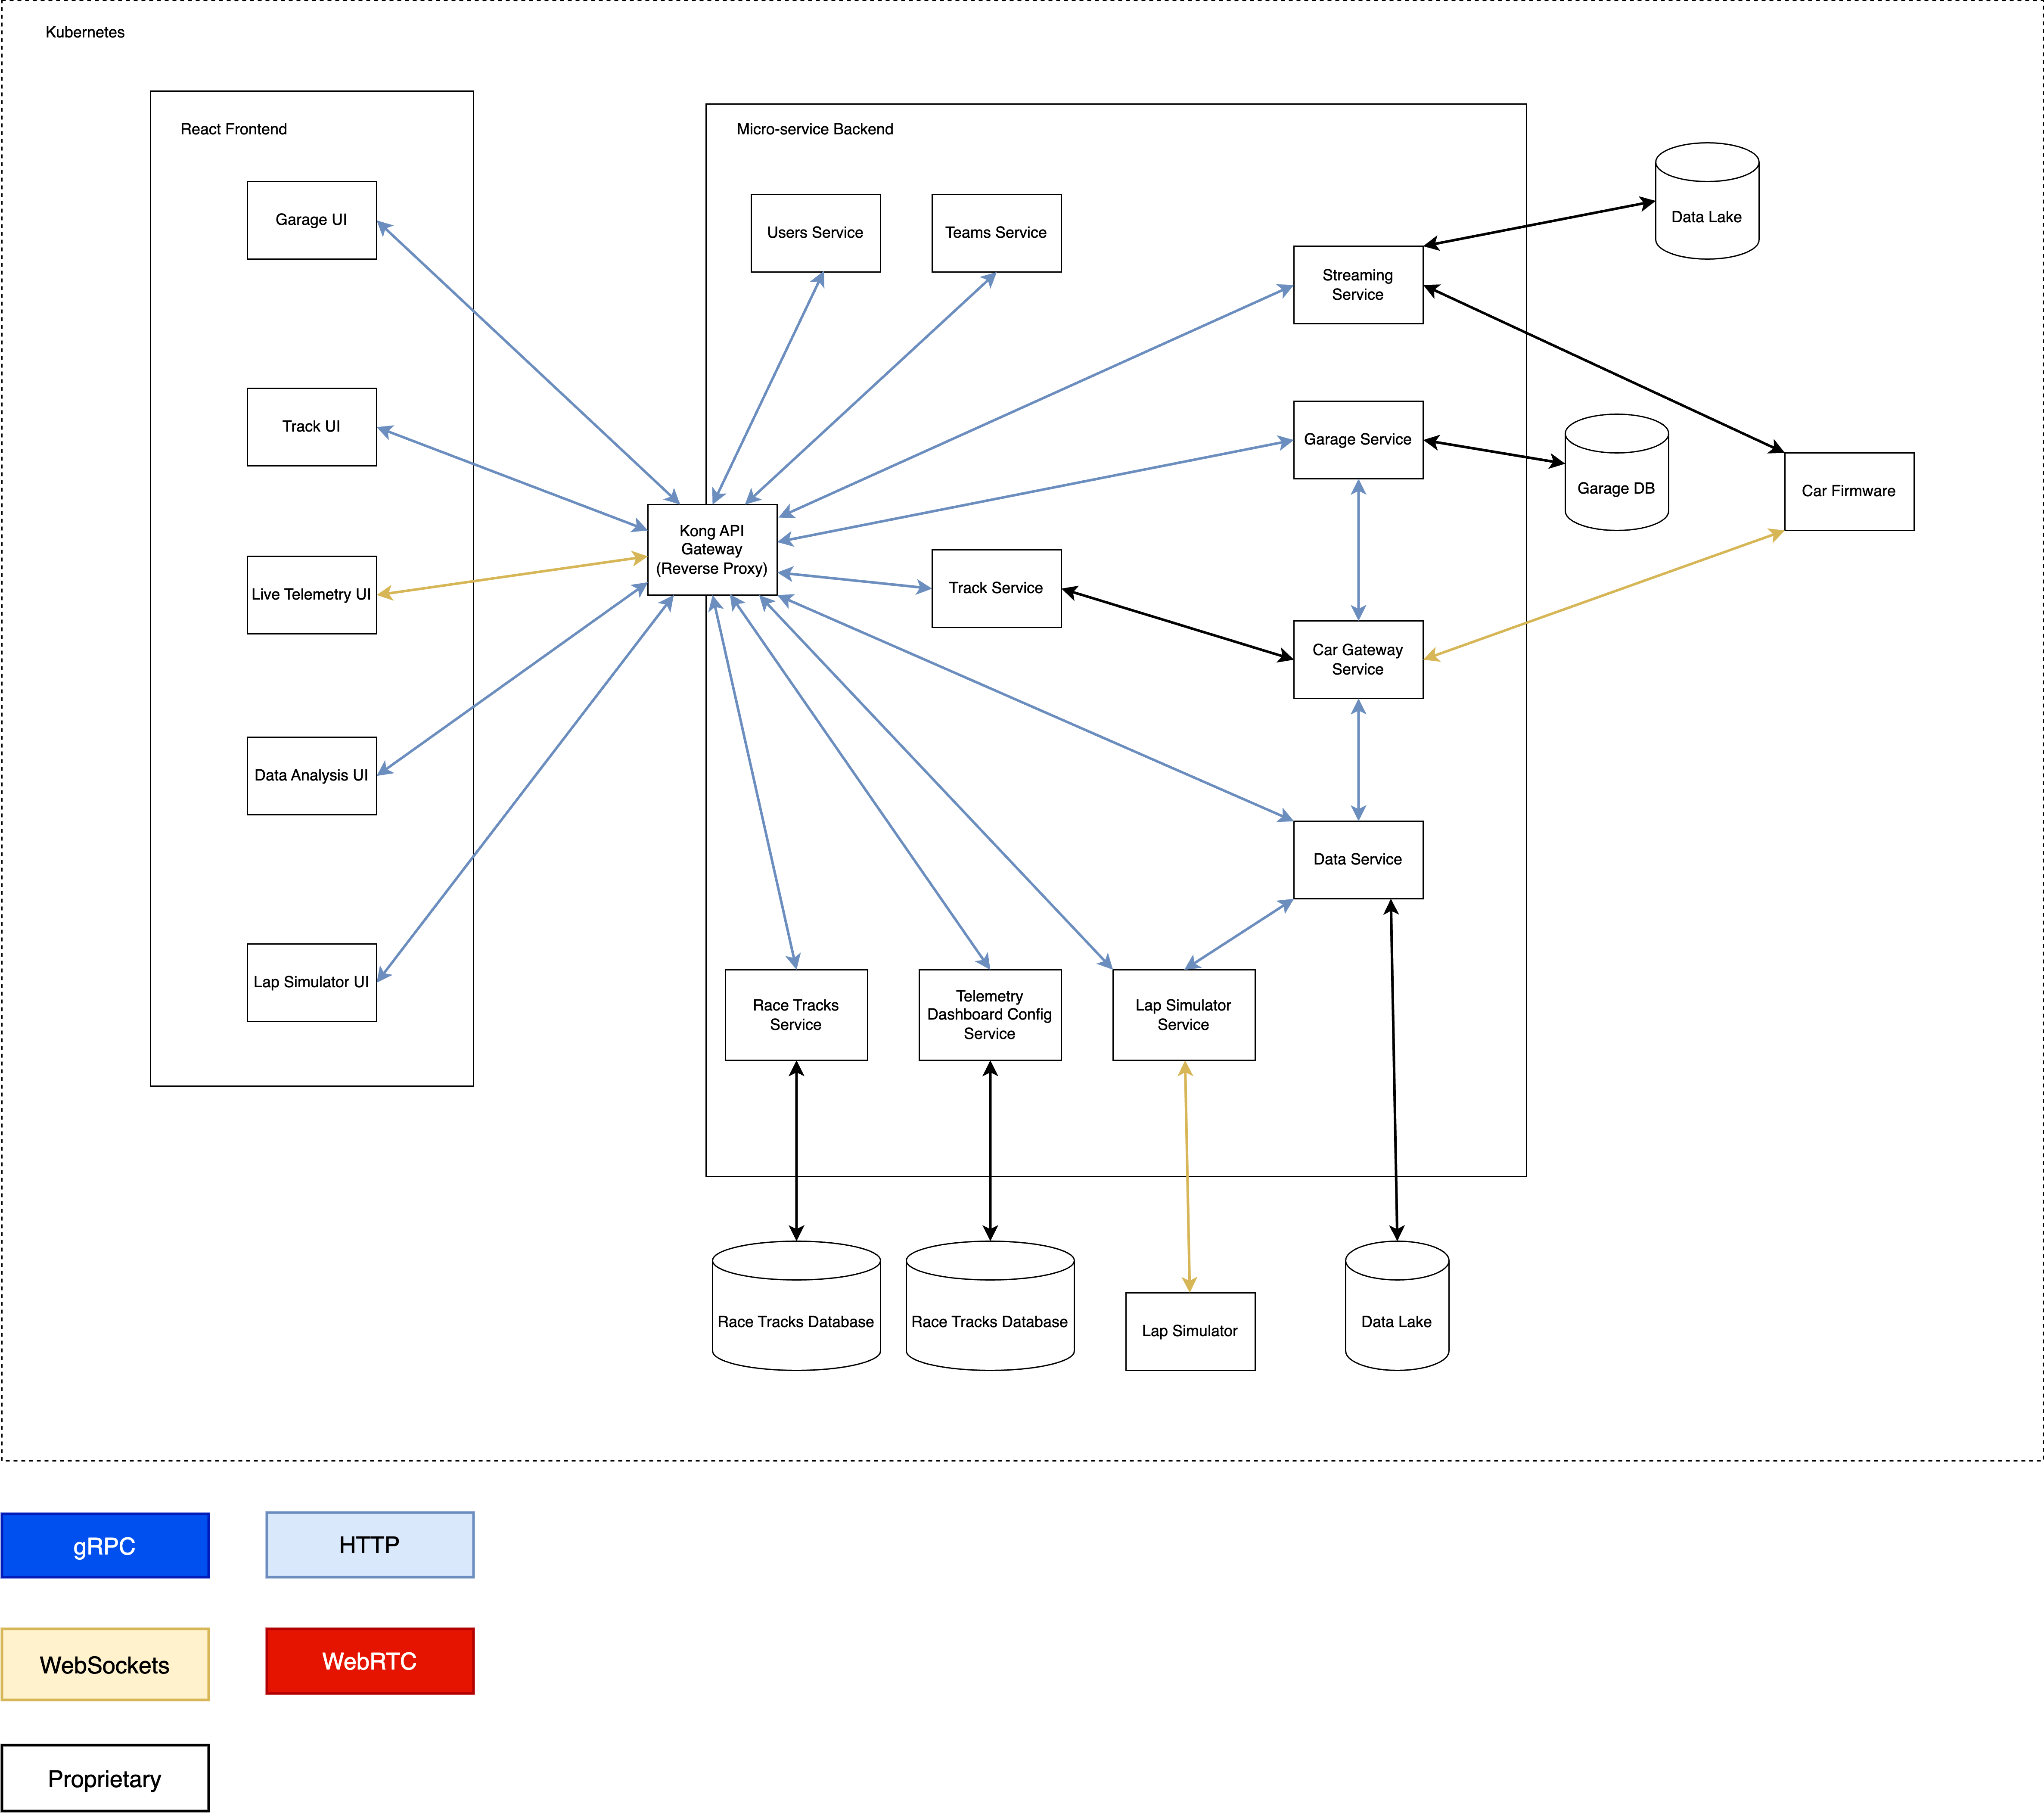 Kubernetes
React Frontend
Garage UI
Track UI
Live Telemetry UI
Data Analysis UI
Lap Simulator UI
Kong API
Gateway
(Reverse Proxy)
Micro-service Backend
Users Service
Teams Service
Streaming
Service
Garage Service
Track Service
Car Gateway
Service
Data Service
Race Tracks
Service
Telemetry
Dashboard Config
Service
Lap Simulator
Service
Data Lake
Garage DB
Car Firmware
Race Tracks Database
Race Tracks Database
Lap Simulator
Data Lake
gRPC
HTTP
WebSockets
WebRTC
Proprietary